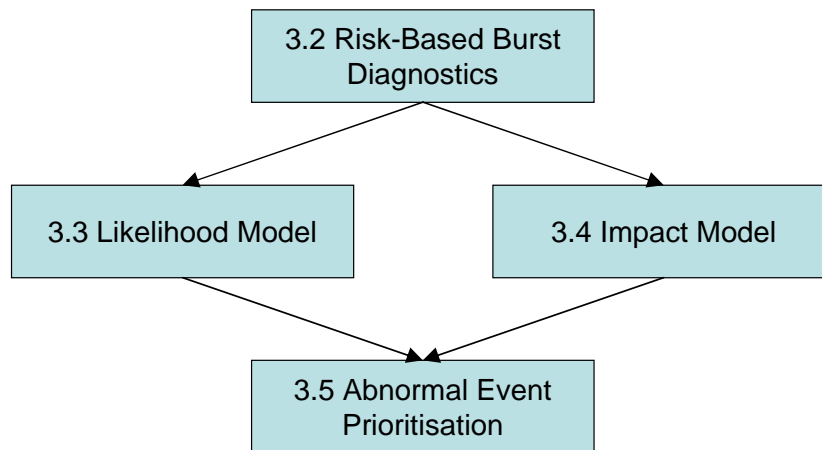 3.2 Risk-Based Burst
Diagnostics
3.3 Likelihood Model
3.4 Impact Model
3.5 Abnormal Event
Prioritisation